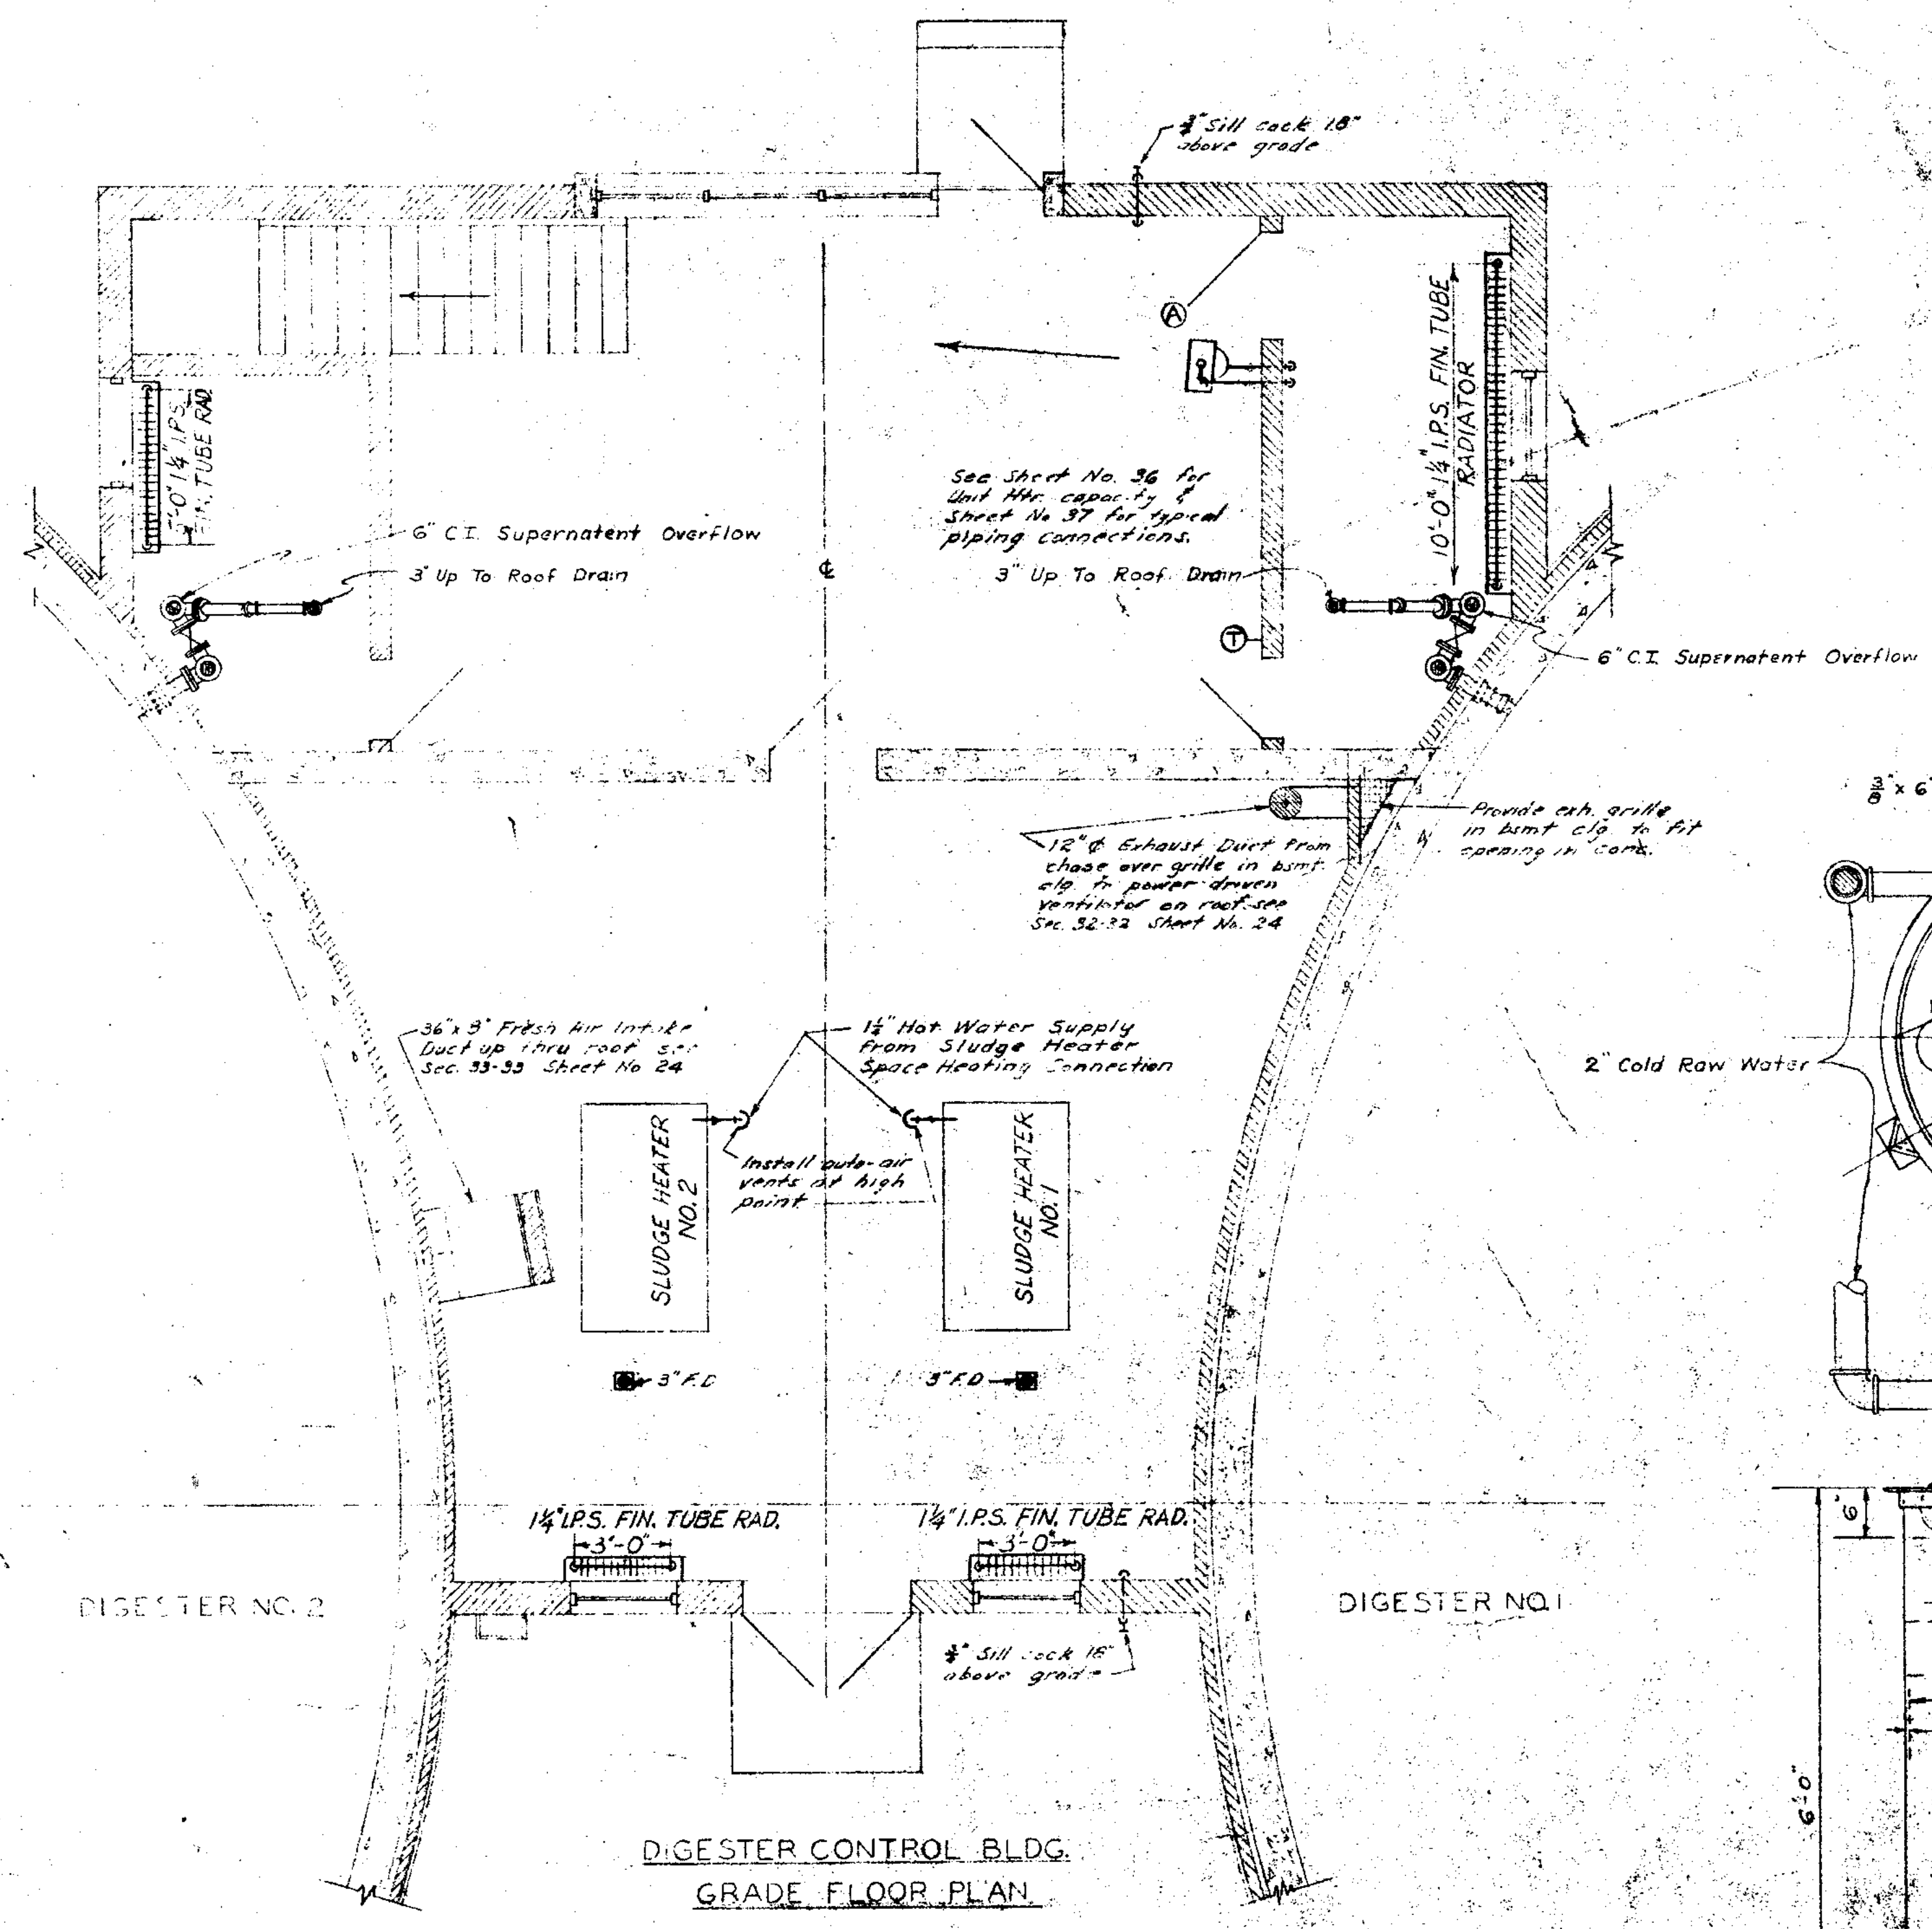 ¾" Sill cock 18"
above grade
A
10'-0" 1¼" I.P.S. FIN. TUBE
RADIATOR
5'-0" 1¼" I.P.S.
FIN. TUBE RAD.
See Sheet No. 36 for
Unit Htr. capacity &
Sheet No 37 for typical
piping connections.
6" C.I. Supernatent Overflow
3" Up To Roof Drain
℄
3" Up To Roof Drain
T
6" C.I. Supernatent Overflow
⅜" x 6"
Provide exh. grille
in bsmt clg. to fit
opening in conc.
12" ⌀ Exhaust Duct from
chase over grille in bsmt.
clg. to power driven
ventilator on roof-see
Sec. 32-32 Sheet No. 24
36" x 9" Fresh Air Intake
Duct up thru roof see
Sec. 33-33 Sheet No 24
1½" Hot Water Supply
from Sludge Heater
Space Heating Connection
2" Cold Raw Water
SLUDGE HEATER
NO. 2
Install auto-air
vents at high
point
SLUDGE HEATER
NO. 1
3" F.D
3" F.D
1¼" I.P.S. FIN. TUBE RAD.
3'-0"
1¼" I.P.S. FIN. TUBE RAD.
3'-0"
DIGESTER NO. 2
DIGESTER NO. 1
¾" Sill cock 18"
above grade
6'-0"
DIGESTER CONTROL BLDG.
GRADE FLOOR PLAN